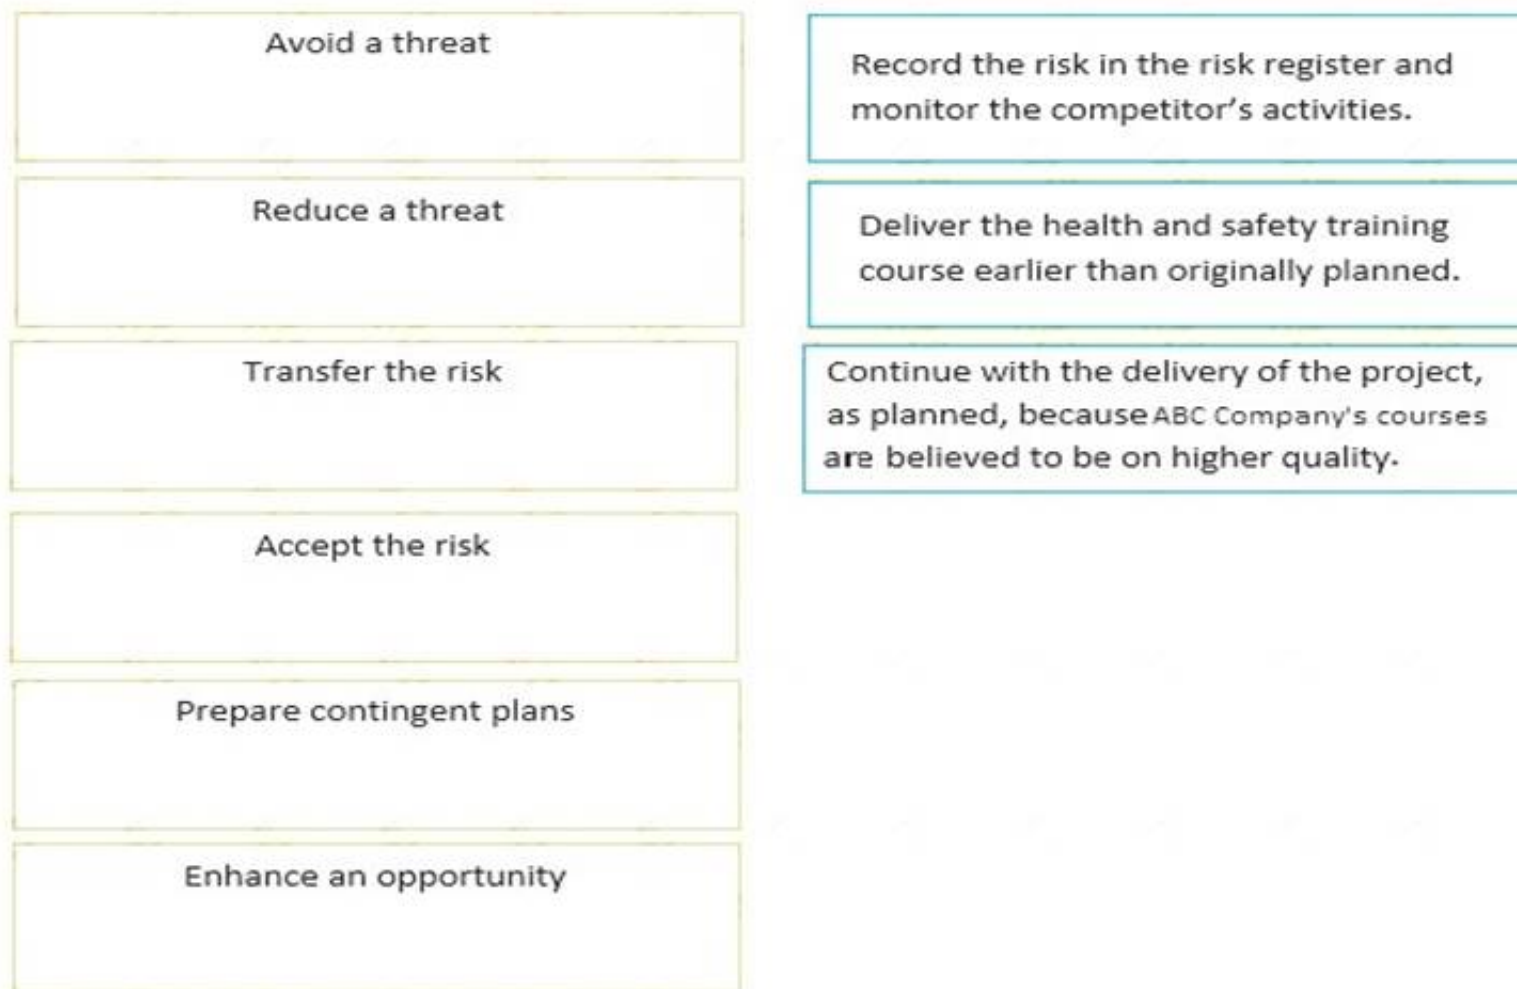 Avoid a threat
Reduce a threat
Transfer the risk
Accept the risk
Prepare contingent plans
Enhance an opportunity
Record the risk in the risk register and
monitor the competitor's activities.
Deliver the health and safety training
course earlier than originally planned.
Continue with the delivery of the project,
as planned, because ABC Company's courses
are believed to be on higher quality.